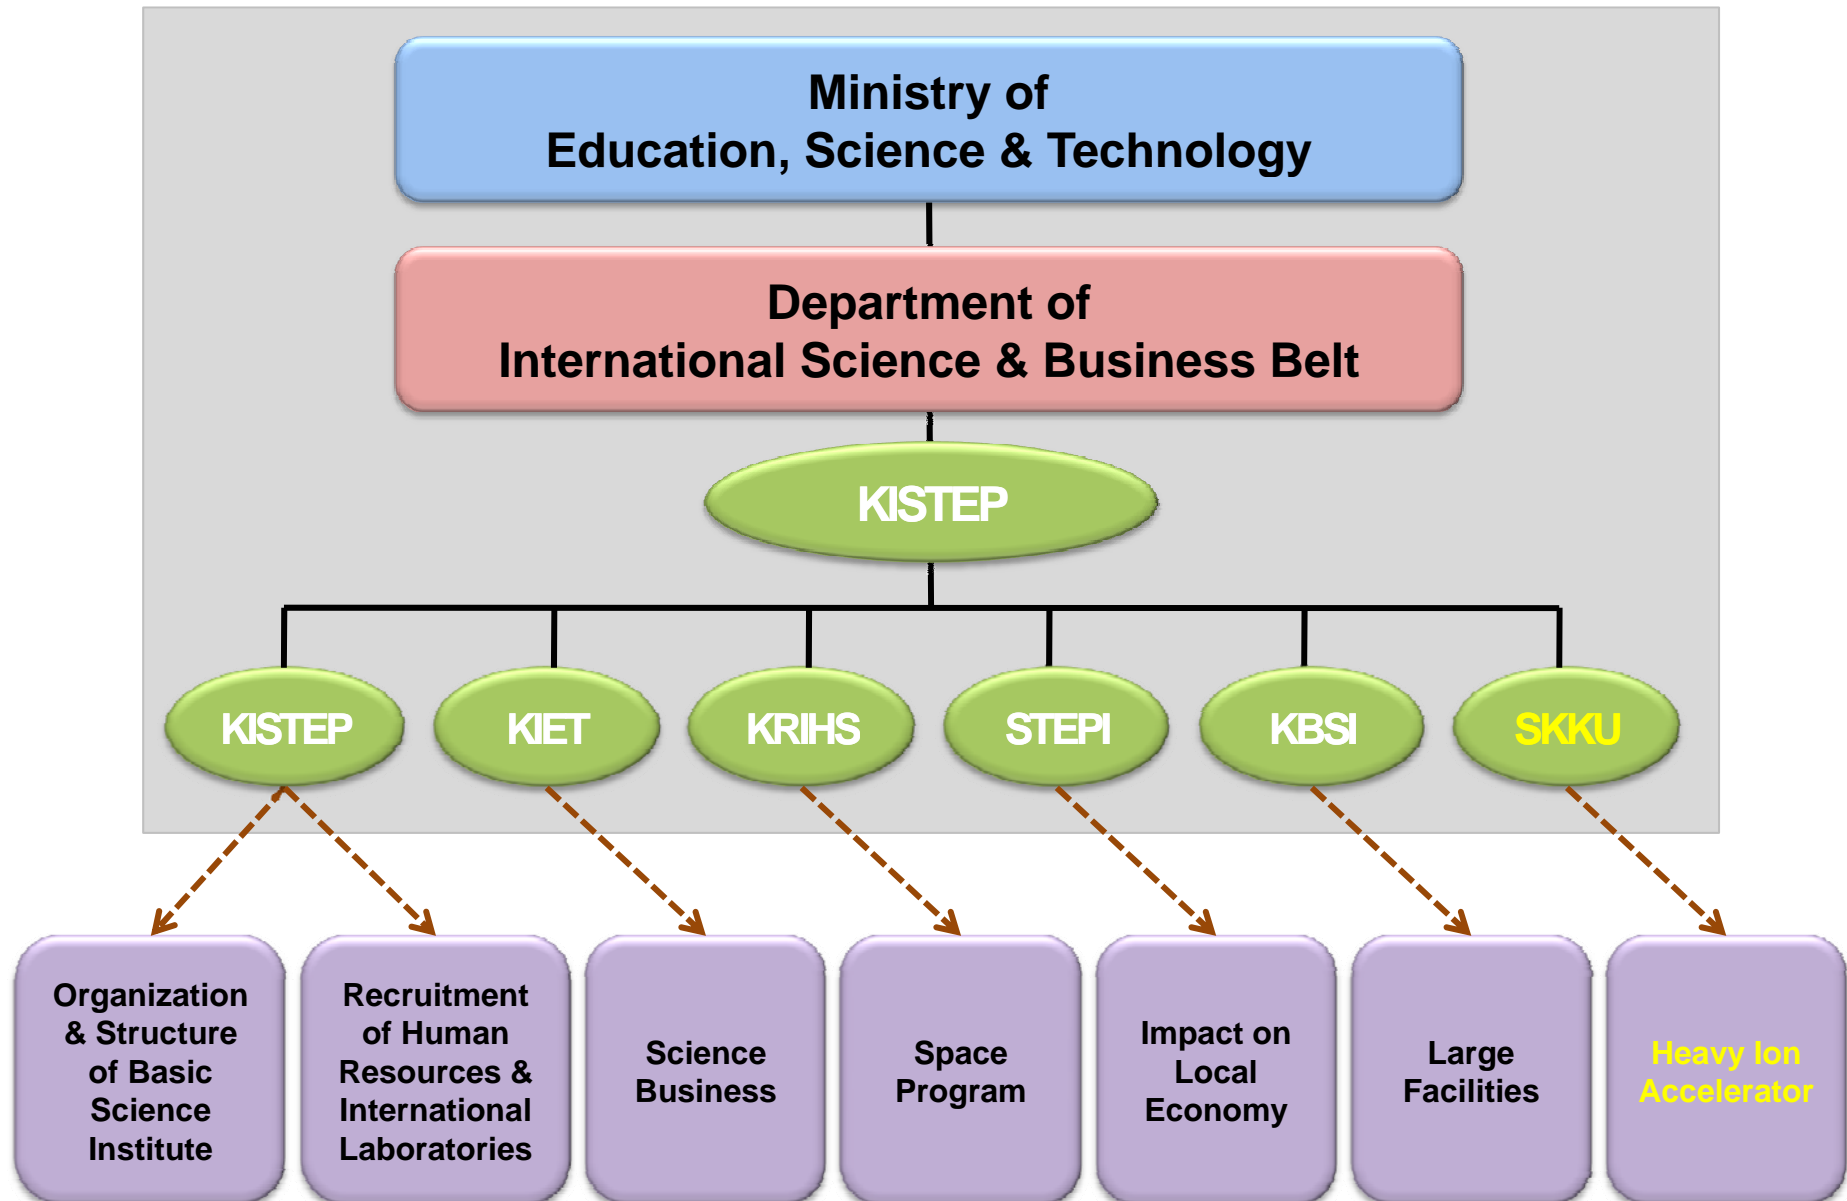 Ministry of
Education, Science & Technology
Department of
International Science & Business Belt
KISTEP
KISTEP
KIET
KRIHS
STEPI
KBSI
SKKU
Organization
& Structure
of Basic
Science
Institute
Recruitment
of Human
Resources &
International
Laboratories
Science
Business
Space
Program
Impact on
Local
Economy
Large
Facilities
Heavy Ion
Accelerator